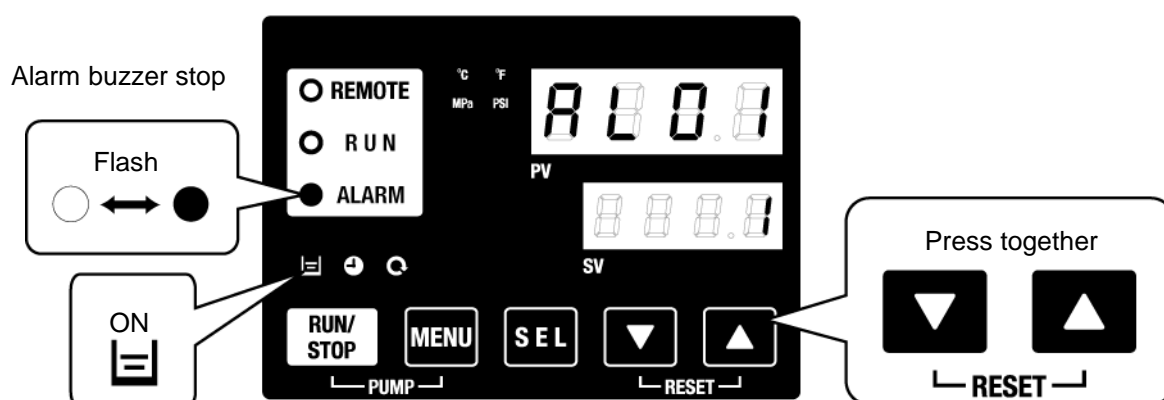 Alarm buzzer stop
Flash
ON
REMOTE
RUN
ALARM
°C °F
MPa PSI
AL01
PV
1
SV
RUN/
STOP
MENU
SEL
PUMP
RESET
Press together
RESET